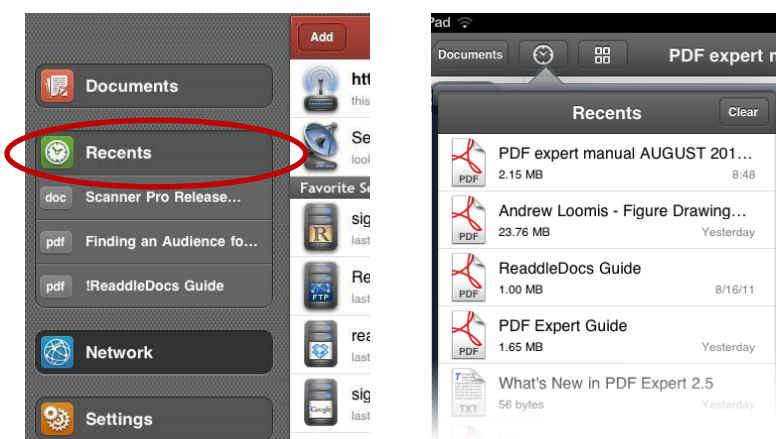 Documents
Recents
doc Scanner Pro Release...
pdf Finding an Audience fo...
pdf !ReaddleDocs Guide
Network
Settings
Add
htt
this
Se
look
Favorite Se
sig
R
last
Re
FTP
last
rea
last
sig
Google
last
Pad
Documents
PDF expert m
Recents
Clear
PDF expert manual AUGUST 201...
PDF 2.15 MB 8:48
Andrew Loomis - Figure Drawing...
PDF 23.76 MB Yesterday
ReaddleDocs Guide
PDF 1.00 MB 8/16/11
PDF Expert Guide
PDF 1.65 MB Yesterday
What's New in PDF Expert 2.5
TXT 56 bytes Yesterday